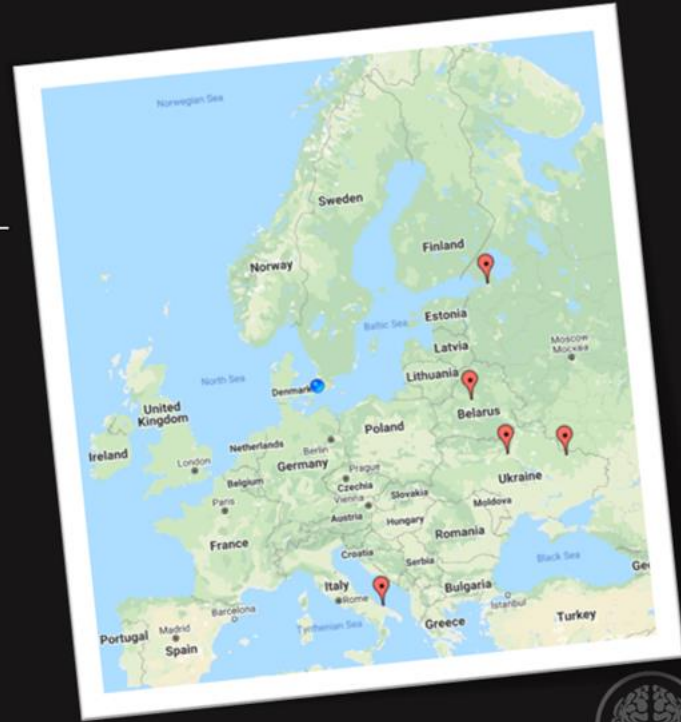 Norwegian Sea
Sweden
Finland
Norway
Estonia
Baltic Sea
Latvia
Moscow
Москва
Lithuania
North Sea
Denmark
Belarus
United
Kingdom
Ireland
Poland
Netherlands
Berlin
London
Germany
Ukraine
Belgium
Prague
Czechia
Paris
Vienna
Slovakia
Moldova
Austria
Hungary
France
Romania
Croatia
Serbia
Black Sea
Italy
Bulgaria
Rome
Barcelona
Istanbul
Portugal
Madrid
Spain
Tyrrhenian Sea
Greece
Turkey